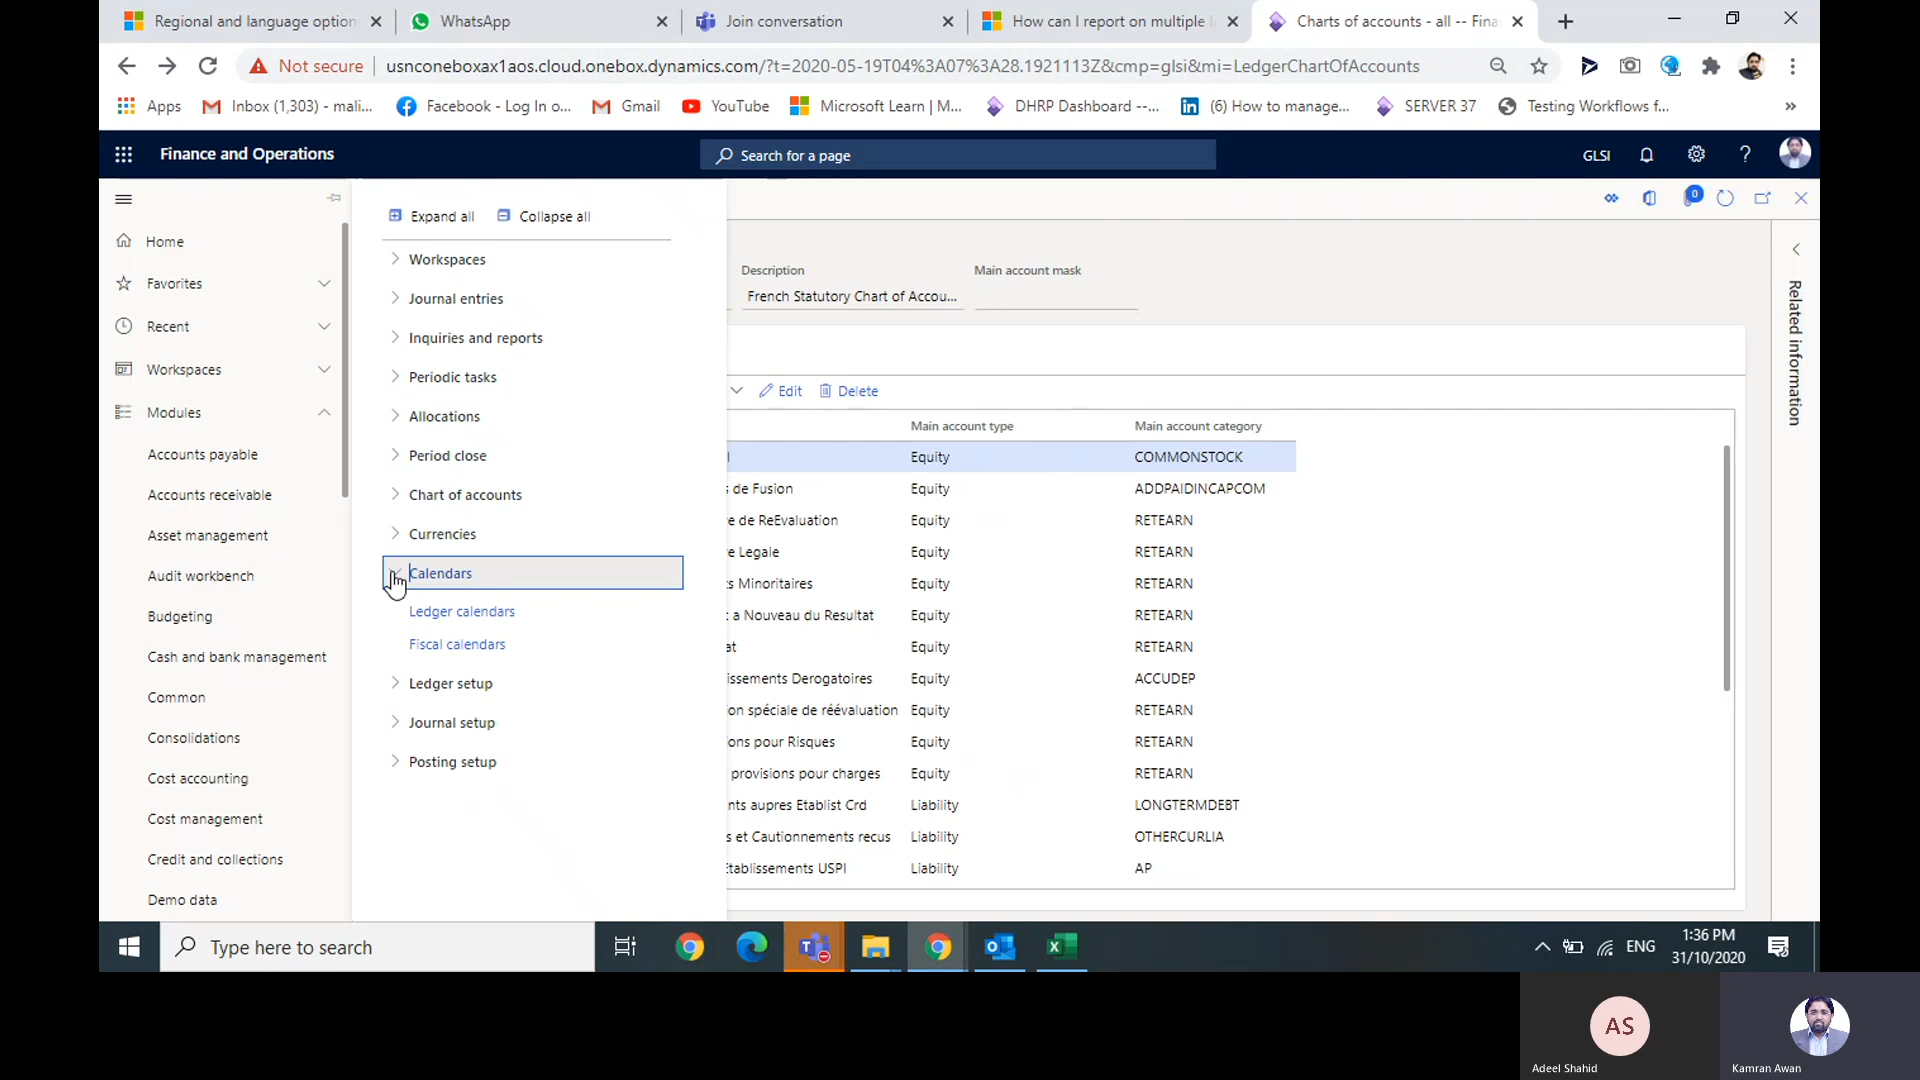 Regional and language option
WhatsApp
Join conversation
How can I report on multiple l
Charts of accounts - all -- Fina
Not secure
usnconeboxax1aos.cloud.onebox.dynamics.com/?t=2020-05-19T04%3A07%3A28.1921113Z&cmp=glsi&mi=LedgerChartOfAccounts
Apps
Inbox (1,303) - mali...
Facebook - Log In o...
Gmail
YouTube
Microsoft Learn | M...
DHRP Dashboard --...
(6) How to manage...
SERVER 37
Testing Workflows f...
Finance and Operations
Search for a page
GLSI
0
Home
Favorites
Recent
Workspaces
Modules
Accounts payable
Accounts receivable
Asset management
Audit workbench
Budgeting
Cash and bank management
Common
Consolidations
Cost accounting
Cost management
Credit and collections
Demo data
Expand all
Collapse all
Workspaces
Journal entries
Inquiries and reports
Periodic tasks
Allocations
Period close
Chart of accounts
Currencies
Calendars
Ledger calendars
Fiscal calendars
Ledger setup
Journal setup
Posting setup
Description
Main account mask
French Statutory Chart of Accou...
Edit
Delete
Main account type
Main account category
Equity
COMMONSTOCK
de Fusion
Equity
ADDPAIDINCAPCOM
de ReEvaluation
Equity
RETEARN
Legale
Equity
RETEARN
Minoritaires
Equity
RETEARN
a Nouveau du Resultat
Equity
RETEARN
at
Equity
RETEARN
issements Derogatoires
Equity
ACCUDEP
on spéciale de réévaluation
Equity
RETEARN
ons pour Risques
Equity
RETEARN
provisions pour charges
Equity
RETEARN
nts aupres Etablist Crd
Liability
LONGTERMDEBT
s et Cautionnements recus
Liability
OTHERCURLIA
Etablissements USPI
Liability
AP
Related information
Type here to search
ENG
1:36 PM
31/10/2020
AS
Adeel Shahid
Kamran Awan